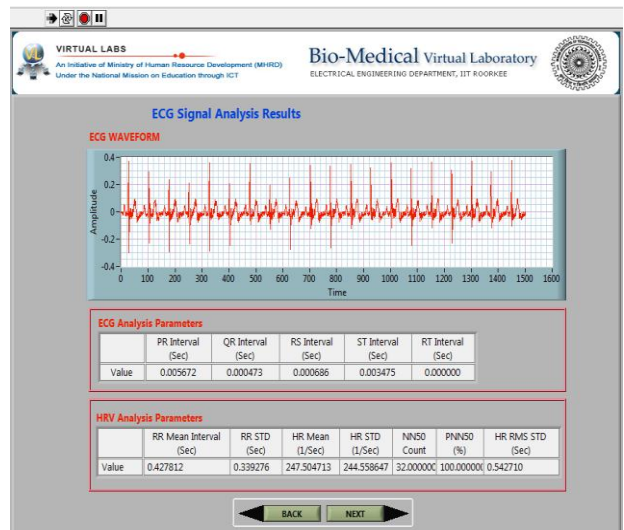 VIRTUAL LABS
An Initiative of Ministry of Human Resource Development (MHRD)
Under the National Mission on Education through ICT
Bio-Medical Virtual Laboratory
ELECTRICAL ENGINEERING DEPARTMENT, IIT ROORKEE
ECG Signal Analysis Results
ECG WAVEFORM
Amplitude
0.4
0.2
0
-0.2
-0.4
0 100 200 300 400 500 600 700 800 900 1000 1100 1200 1300 1400 1500 1600
Time
ECG Analysis Parameters
PR Interval (Sec) QR Interval (Sec) RS Interval (Sec) ST Interval (Sec) RT Interval (Sec)
Value 0.005672 0.000473 0.000686 0.003475 0.000000
HRV Analysis Parameters
RR Mean Interval (Sec) RR STD (Sec) HR Mean (1/Sec) HR STD (1/Sec) NN50 Count PNN50 (%) HR RMS STD (Sec)
Value 0.427812 0.339276 247.504713 244.558647 32.000000 100.000000 0.542710
BACK NEXT